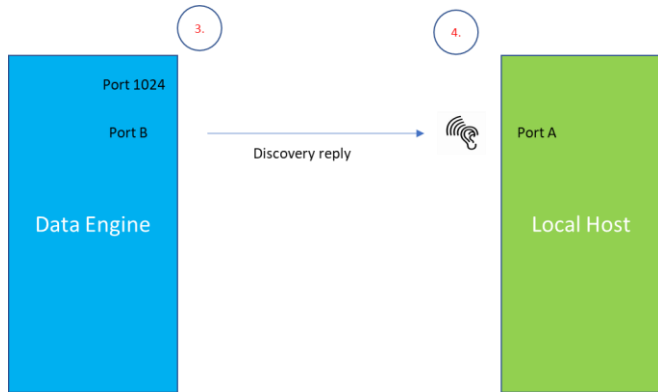 3.
4.
Port 1024
Port B
Port A
Discovery reply
Data Engine
Local Host